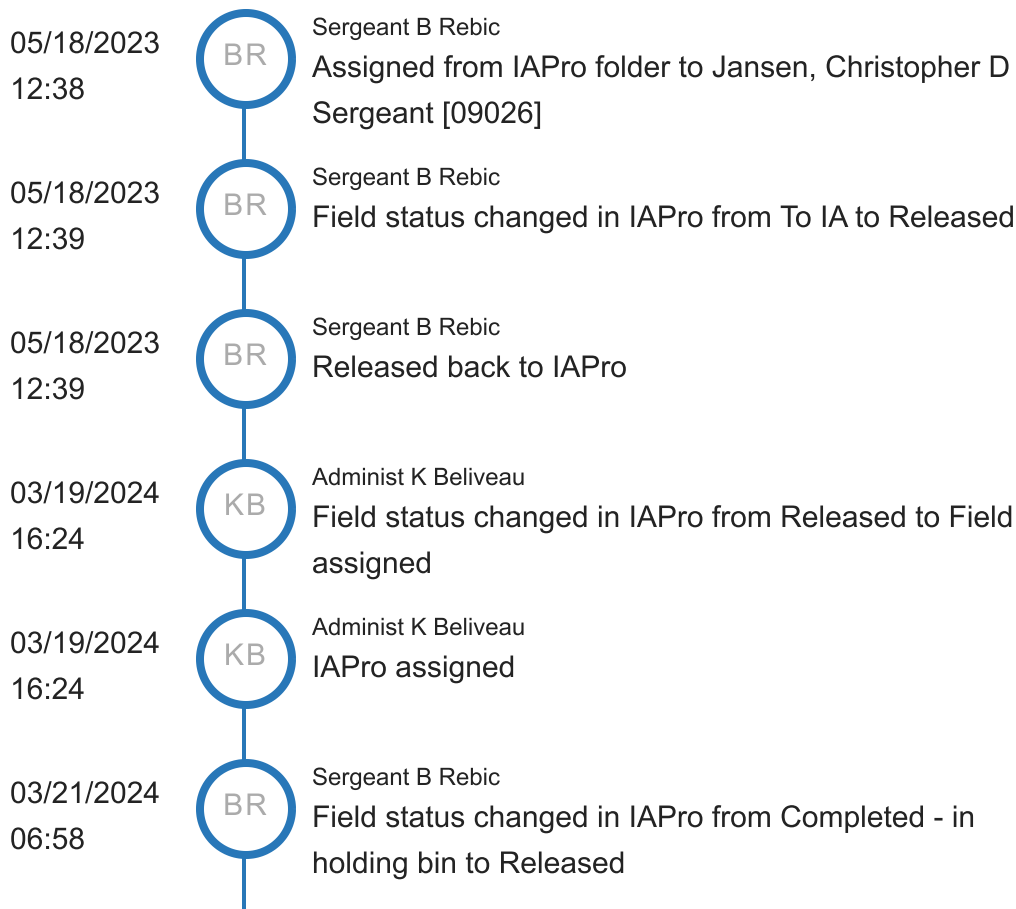 05/18/2023
12:38
BR
Sergeant B Rebic
Assigned from IAPro folder to Jansen, Christopher D
Sergeant [09026]
05/18/2023
12:39
BR
Sergeant B Rebic
Field status changed in IAPro from To IA to Released
05/18/2023
12:39
BR
Sergeant B Rebic
Released back to IAPro
03/19/2024
16:24
KB
Administ K Beliveau
Field status changed in IAPro from Released to Field
assigned
03/19/2024
16:24
KB
Administ K Beliveau
IAPro assigned
03/21/2024
06:58
BR
Sergeant B Rebic
Field status changed in IAPro from Completed - in
holding bin to Released